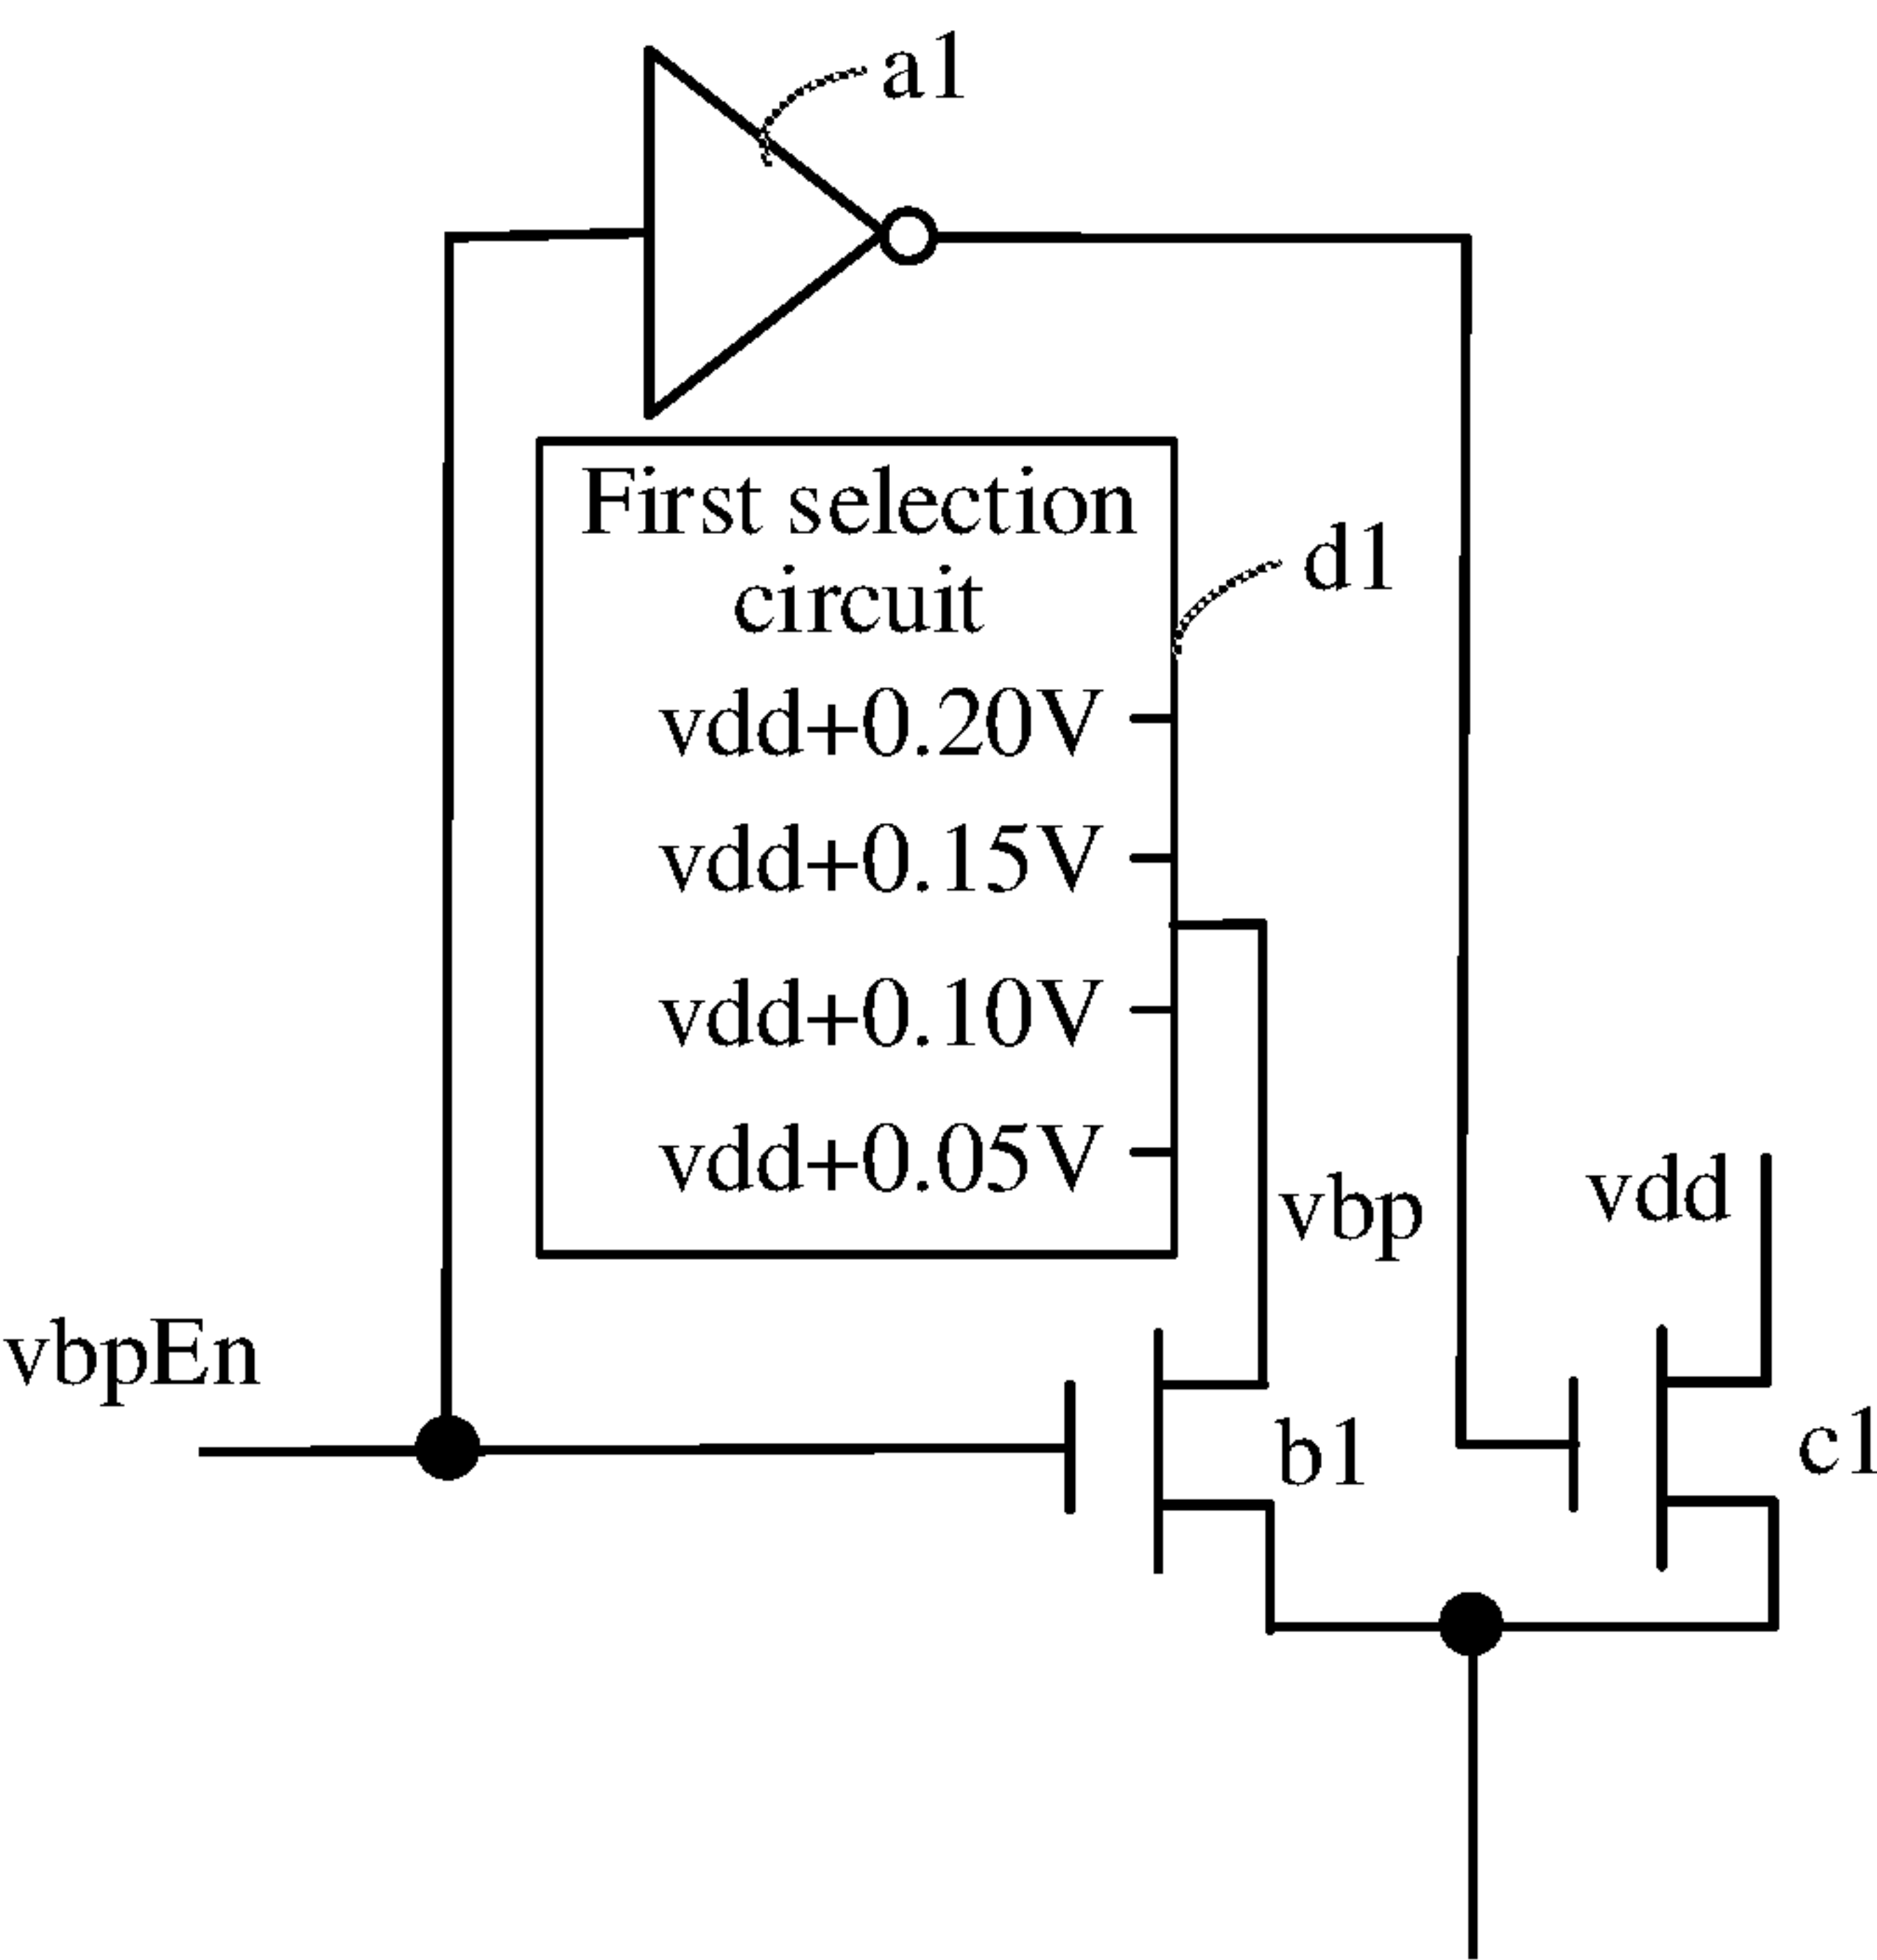 a1
First selection
circuit
d1
vdd+0.20V
vdd+0.15V
vdd+0.10V
vdd+0.05V
vbp
vdd
vbpEn
b1
c1